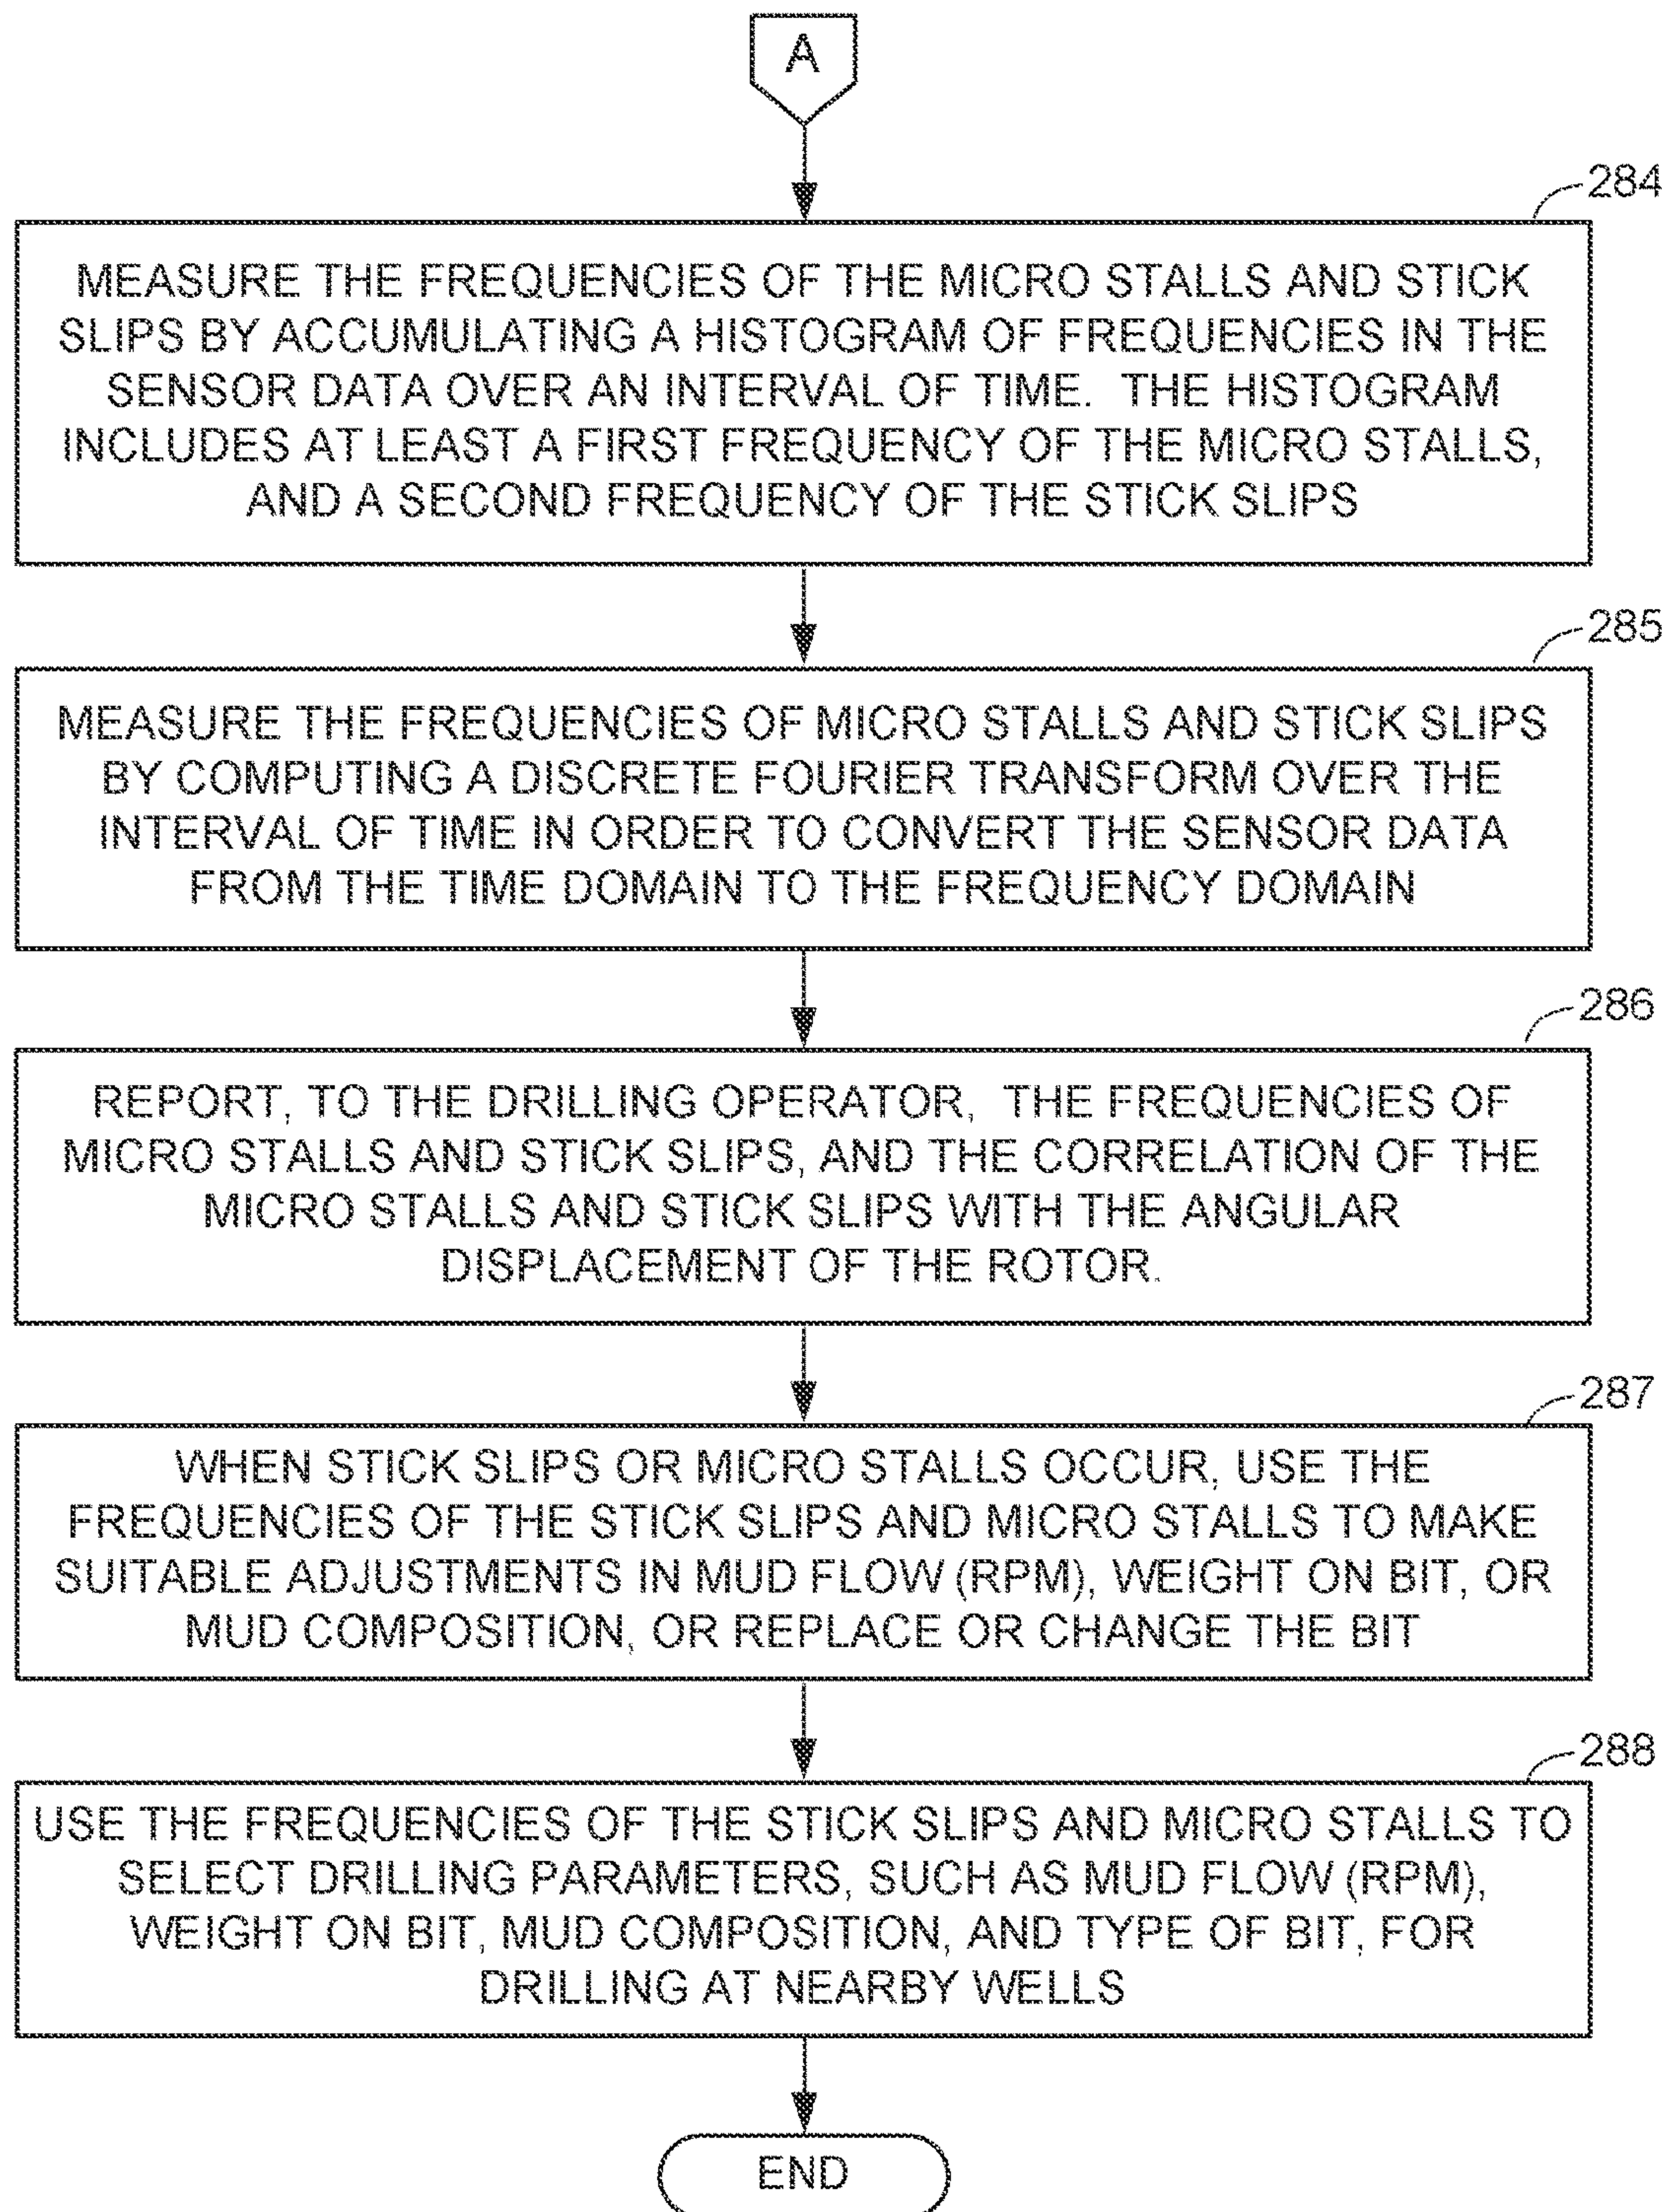 A
284
MEASURE THE FREQUENCIES OF THE MICRO STALLS AND STICK
SLIPS BY ACCUMULATING A HISTOGRAM OF FREQUENCIES IN THE
SENSOR DATA OVER AN INTERVAL OF TIME. THE HISTOGRAM
INCLUDES AT LEAST A FIRST FREQUENCY OF THE MICRO STALLS,
AND A SECOND FREQUENCY OF THE STICK SLIPS
285
MEASURE THE FREQUENCIES OF MICRO STALLS AND STICK SLIPS
BY COMPUTING A DISCRETE FOURIER TRANSFORM OVER THE
INTERVAL OF TIME IN ORDER TO CONVERT THE SENSOR DATA
FROM THE TIME DOMAIN TO THE FREQUENCY DOMAIN
286
REPORT, TO THE DRILLING OPERATOR, THE FREQUENCIES OF
MICRO STALLS AND STICK SLIPS, AND THE CORRELATION OF THE
MICRO STALLS AND STICK SLIPS WITH THE ANGULAR
DISPLACEMENT OF THE ROTOR.
287
WHEN STICK SLIPS OR MICRO STALLS OCCUR, USE THE
FREQUENCIES OF THE STICK SLIPS AND MICRO STALLS TO MAKE
SUITABLE ADJUSTMENTS IN MUD FLOW (RPM), WEIGHT ON BIT, OR
MUD COMPOSITION, OR REPLACE OR CHANGE THE BIT
288
USE THE FREQUENCIES OF THE STICK SLIPS AND MICRO STALLS TO
SELECT DRILLING PARAMETERS, SUCH AS MUD FLOW (RPM),
WEIGHT ON BIT, MUD COMPOSITION, AND TYPE OF BIT, FOR
DRILLING AT NEARBY WELLS
END